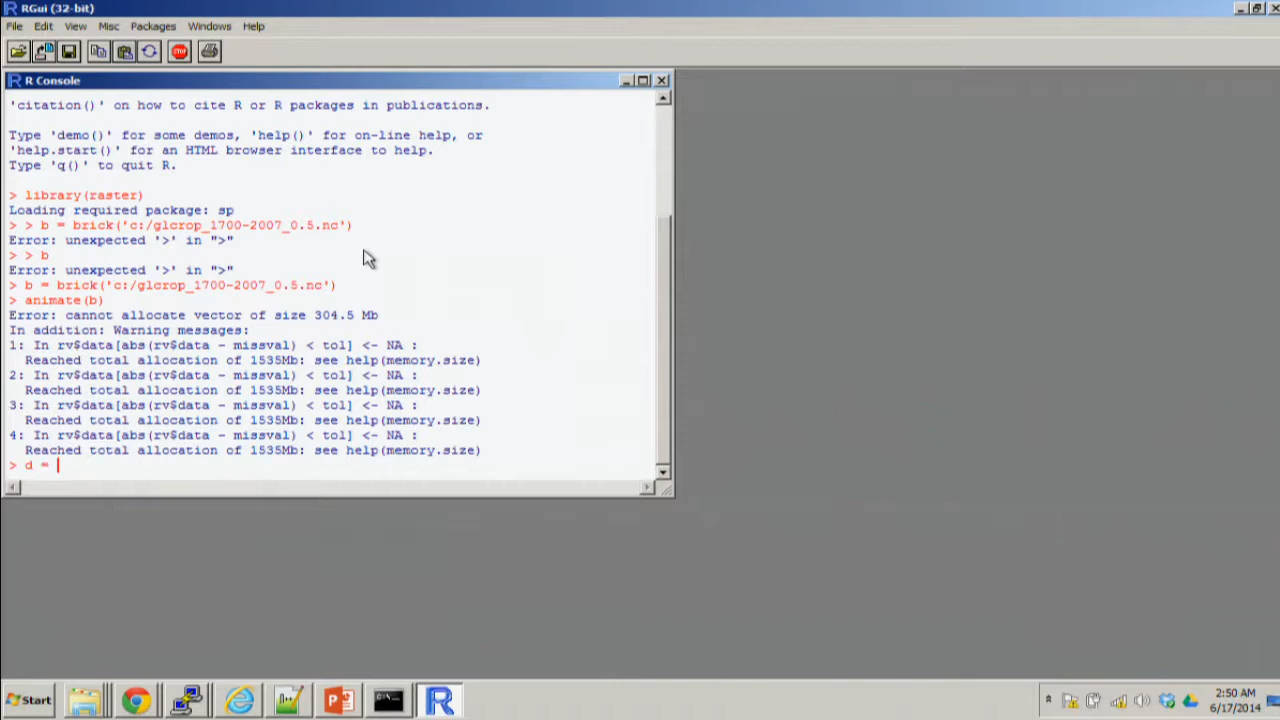 RGui (32-bit)
File Edit View Misc Packages Windows Help
STOP
R Console
'citation()' on how to cite R or R packages in publications.
Type 'demo()' for some demos, 'help()' for on-line help, or
'help.start()' for an HTML browser interface to help.
Type 'q()' to quit R.
> library(raster)
Loading required package: sp
> > b = brick('c:/glcrop_1700-2007_0.5.nc')
Error: unexpected '>' in ">"
> > b
Error: unexpected '>' in ">"
> b = brick('c:/glcrop_1700-2007_0.5.nc')
> animate(b)
Error: cannot allocate vector of size 304.5 Mb
In addition: Warning messages:
1: In rv$data[abs(rv$data - missval) < tol] <- NA :
Reached total allocation of 1535Mb: see help(memory.size)
2: In rv$data[abs(rv$data - missval) < tol] <- NA :
Reached total allocation of 1535Mb: see help(memory.size)
3: In rv$data[abs(rv$data - missval) < tol] <- NA :
Reached total allocation of 1535Mb: see help(memory.size)
4: In rv$data[abs(rv$data - missval) < tol] <- NA :
Reached total allocation of 1535Mb: see help(memory.size)
> d =
Start
2:50 AM
6/17/2014